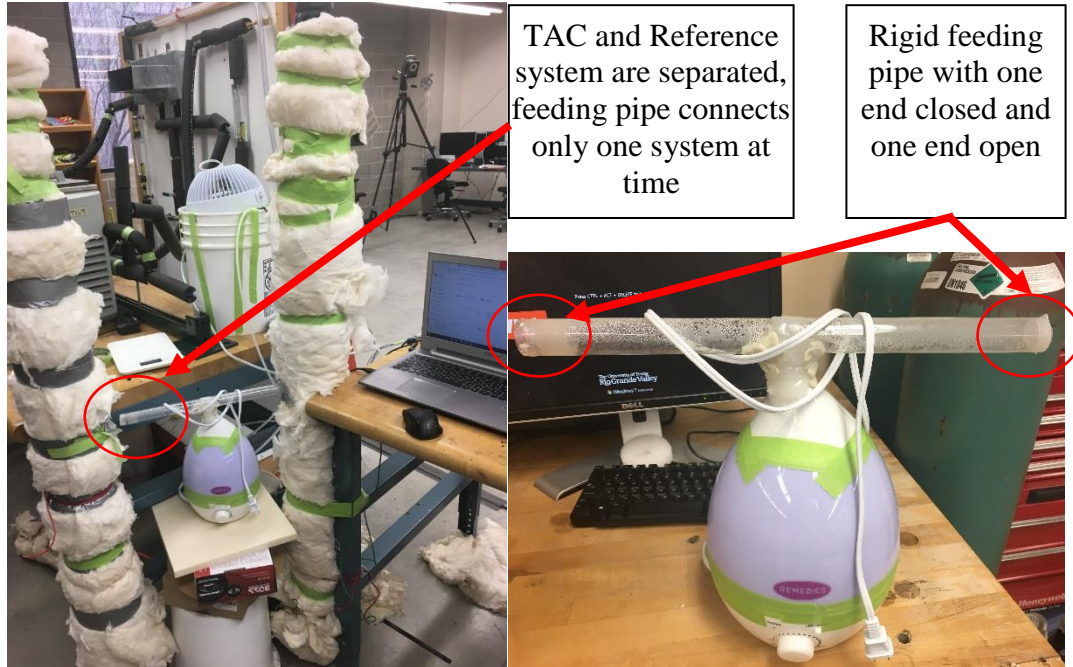 TAC and Reference
system are separated,
feeding pipe connects
only one system at
time
Rigid feeding
pipe with one
end closed and
one end open
The University of Texas
Rio Grande Valley
DELL
REMEDIES
Honeywell